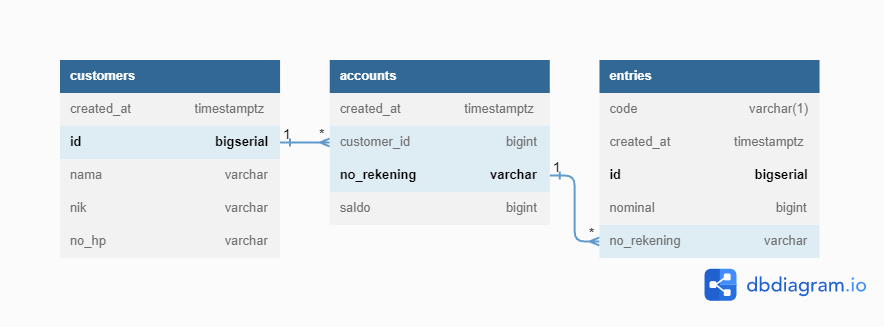 customers
created_at timestamptz
id bigserial
nama varchar
nik varchar
no_hp varchar
1
*
accounts
created_at timestamptz
customer_id bigint
no_rekening varchar
saldo bigint
1
*
entries
code varchar(1)
created_at timestamptz
id bigserial
nominal bigint
no_rekening varchar
dbdiagram.io